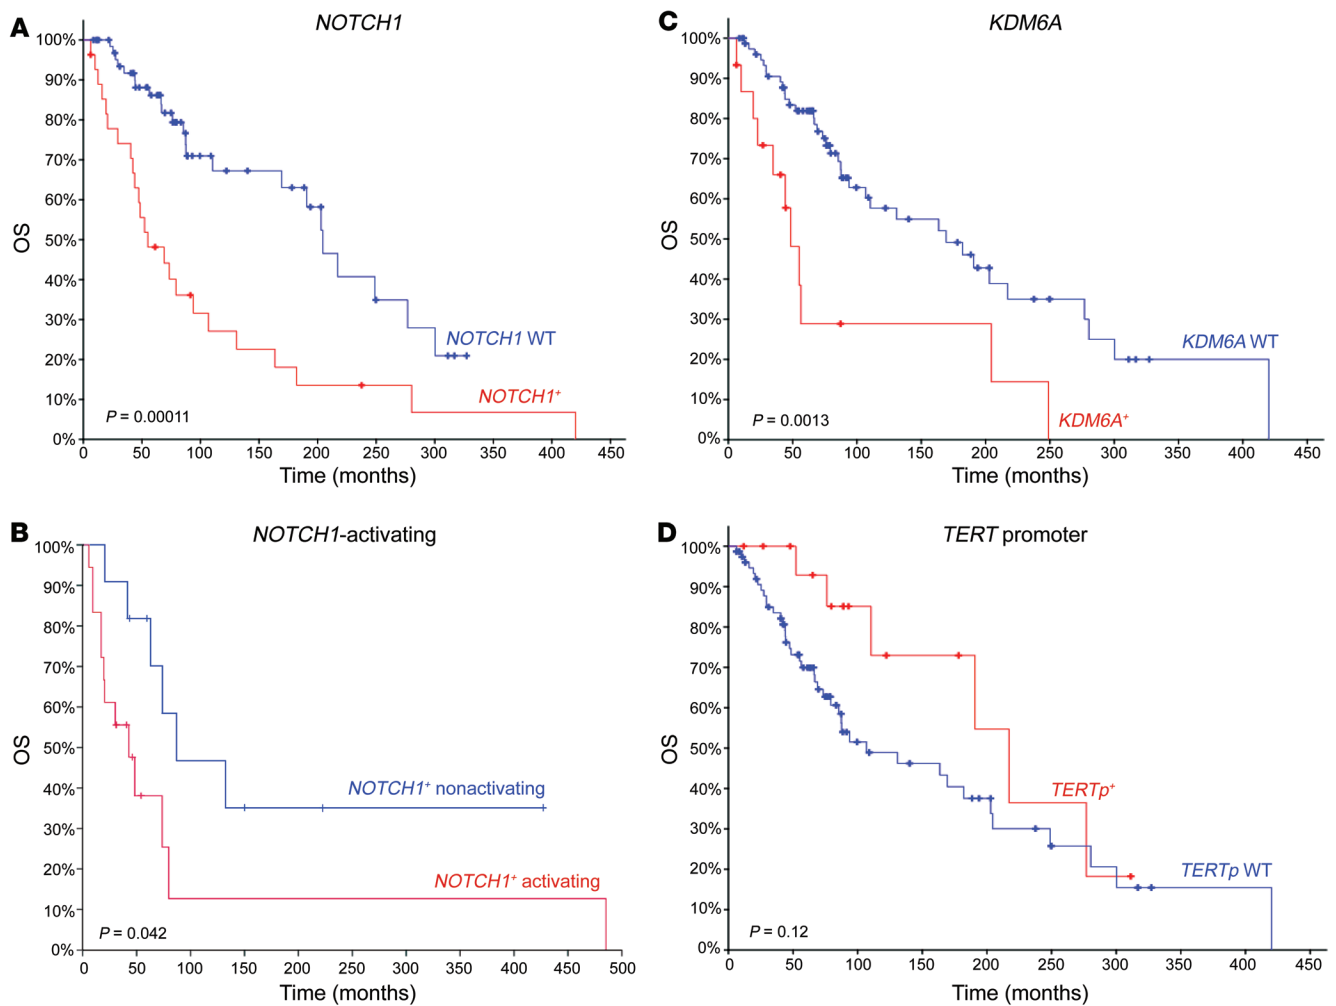 A
NOTCH1
100%
90%
80%
70%
60%
50%
40%
30%
20%
10%
0%
OS
NOTCH1 WT
NOTCH1+
P = 0.00011
0 50 100 150 200 250 300 350 400 450
Time (months)
C
KDM6A
100%
90%
80%
70%
60%
50%
40%
30%
20%
10%
0%
OS
KDM6A WT
KDM6A+
P = 0.0013
0 50 100 150 200 250 300 350 400 450
Time (months)
B
NOTCH1-activating
100%
90%
80%
70%
60%
50%
40%
30%
20%
10%
0%
OS
NOTCH1+ nonactivating
NOTCH1+ activating
P = 0.042
0 50 100 150 200 250 300 350 400 450 500
Time (months)
D
TERT promoter
100%
90%
80%
70%
60%
50%
40%
30%
20%
10%
0%
OS
TERTp+
TERTp WT
P = 0.12
0 50 100 150 200 250 300 350 400 450
Time (months)